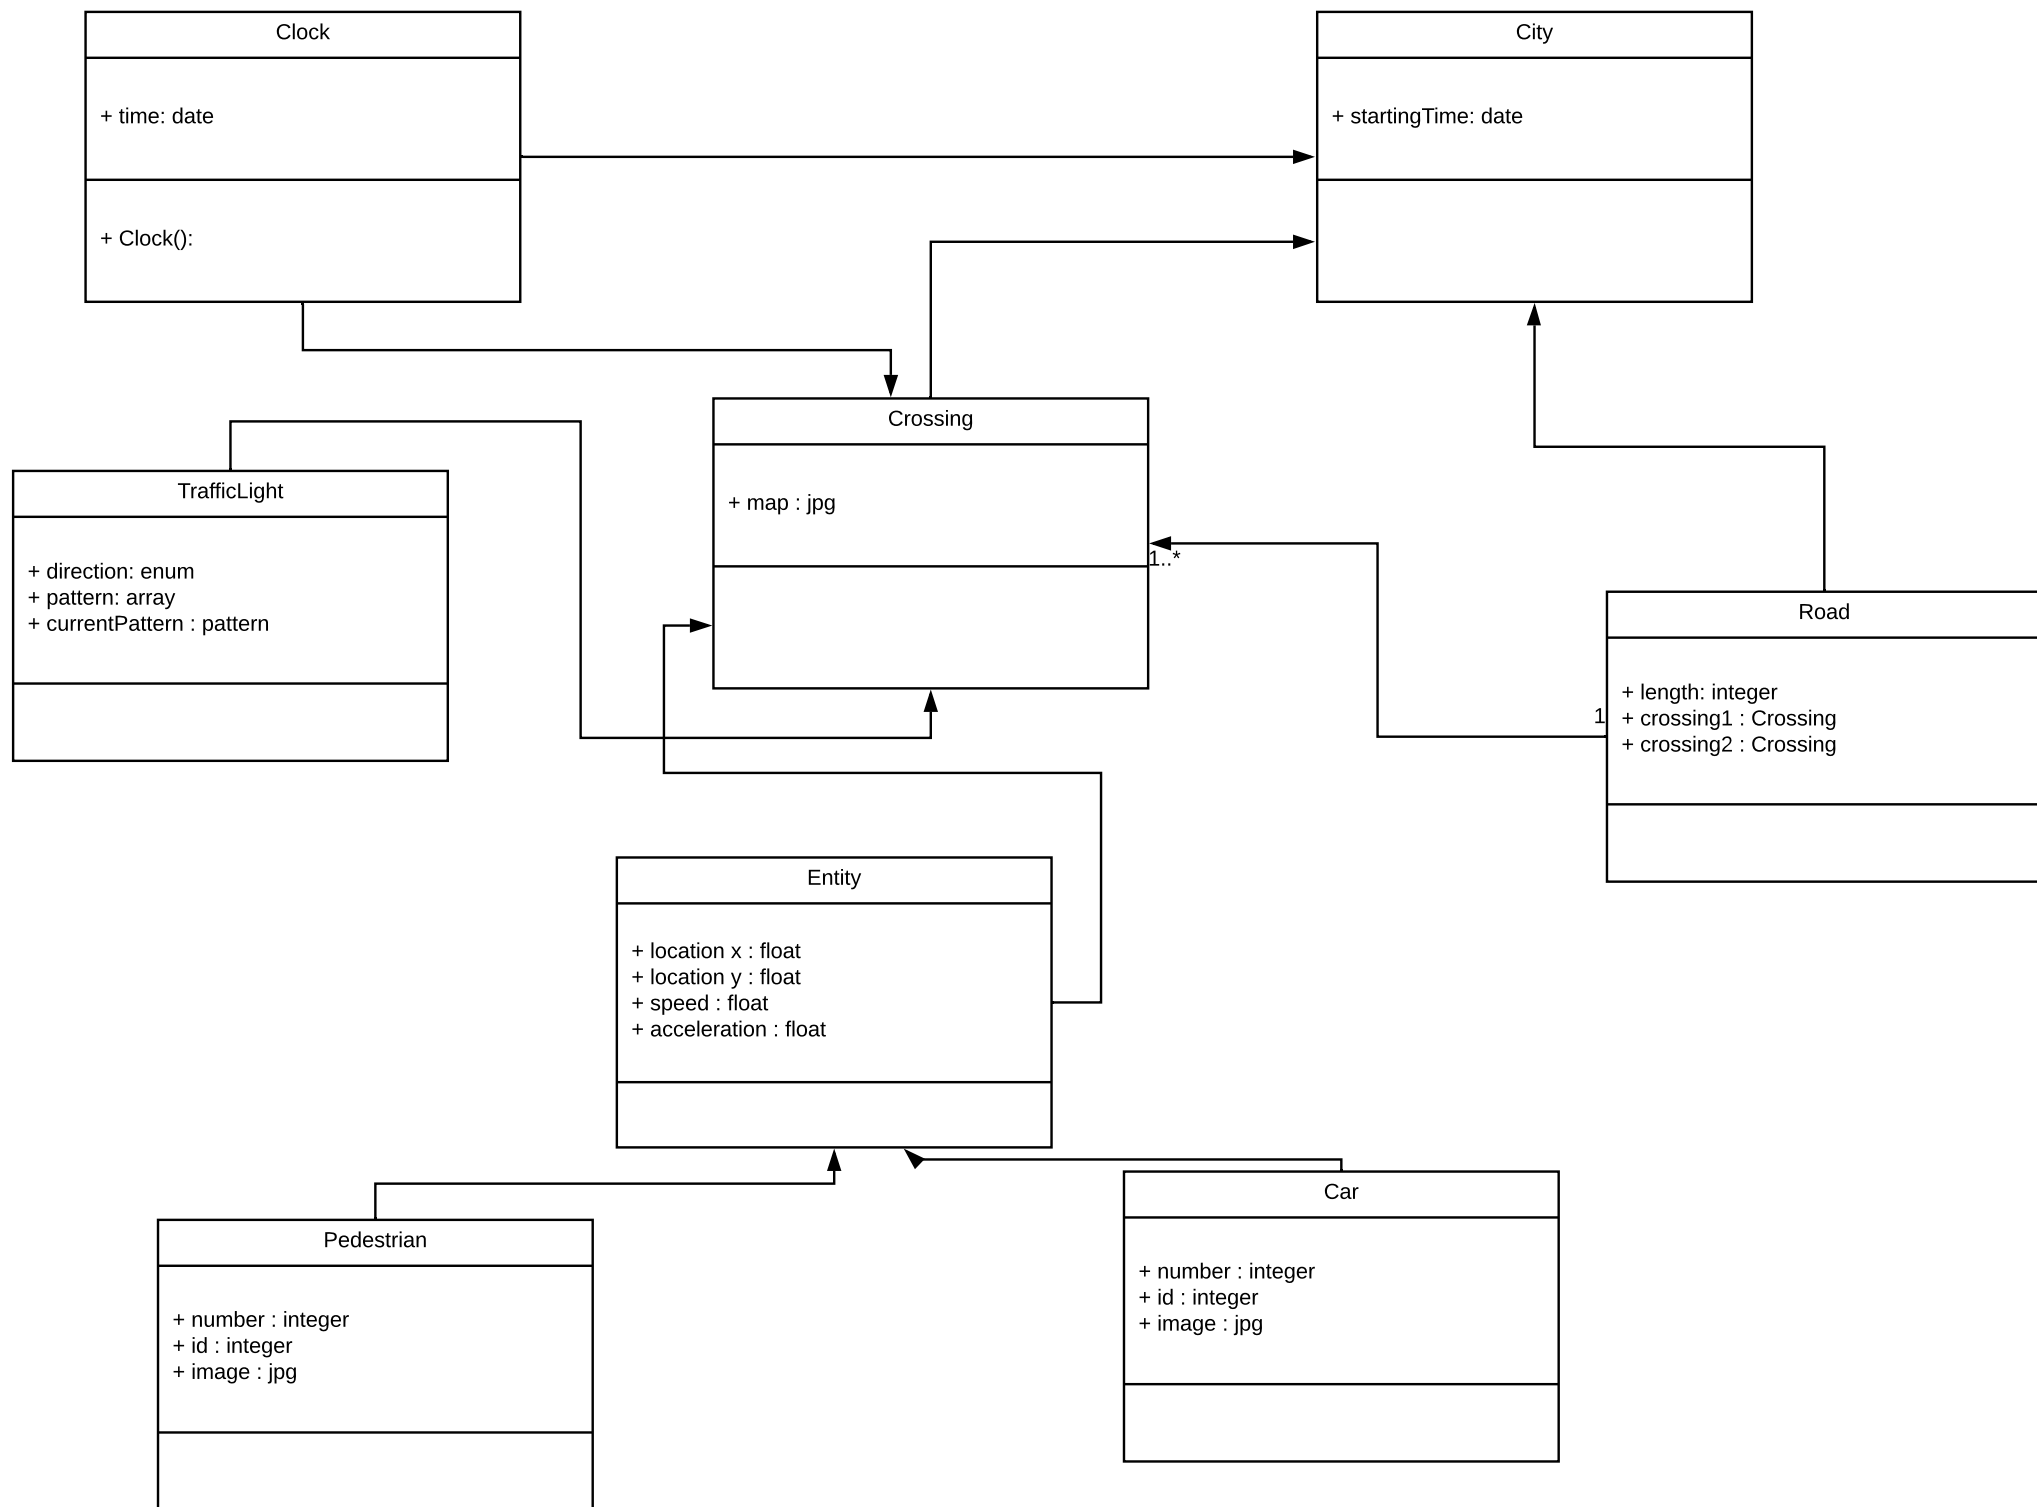 Clock
+ time: date
+ Clock():
City
+ startingTime: date
Crossing
+ map : jpg
1..*
TrafficLight
+ direction: enum
+ pattern: array
+ currentPattern : pattern
Road
1
+ length: integer
+ crossing1 : Crossing
+ crossing2 : Crossing
Entity
+ location x : float
+ location y : float
+ speed : float
+ acceleration : float
Pedestrian
+ number : integer
+ id : integer
+ image : jpg
Car
+ number : integer
+ id : integer
+ image : jpg